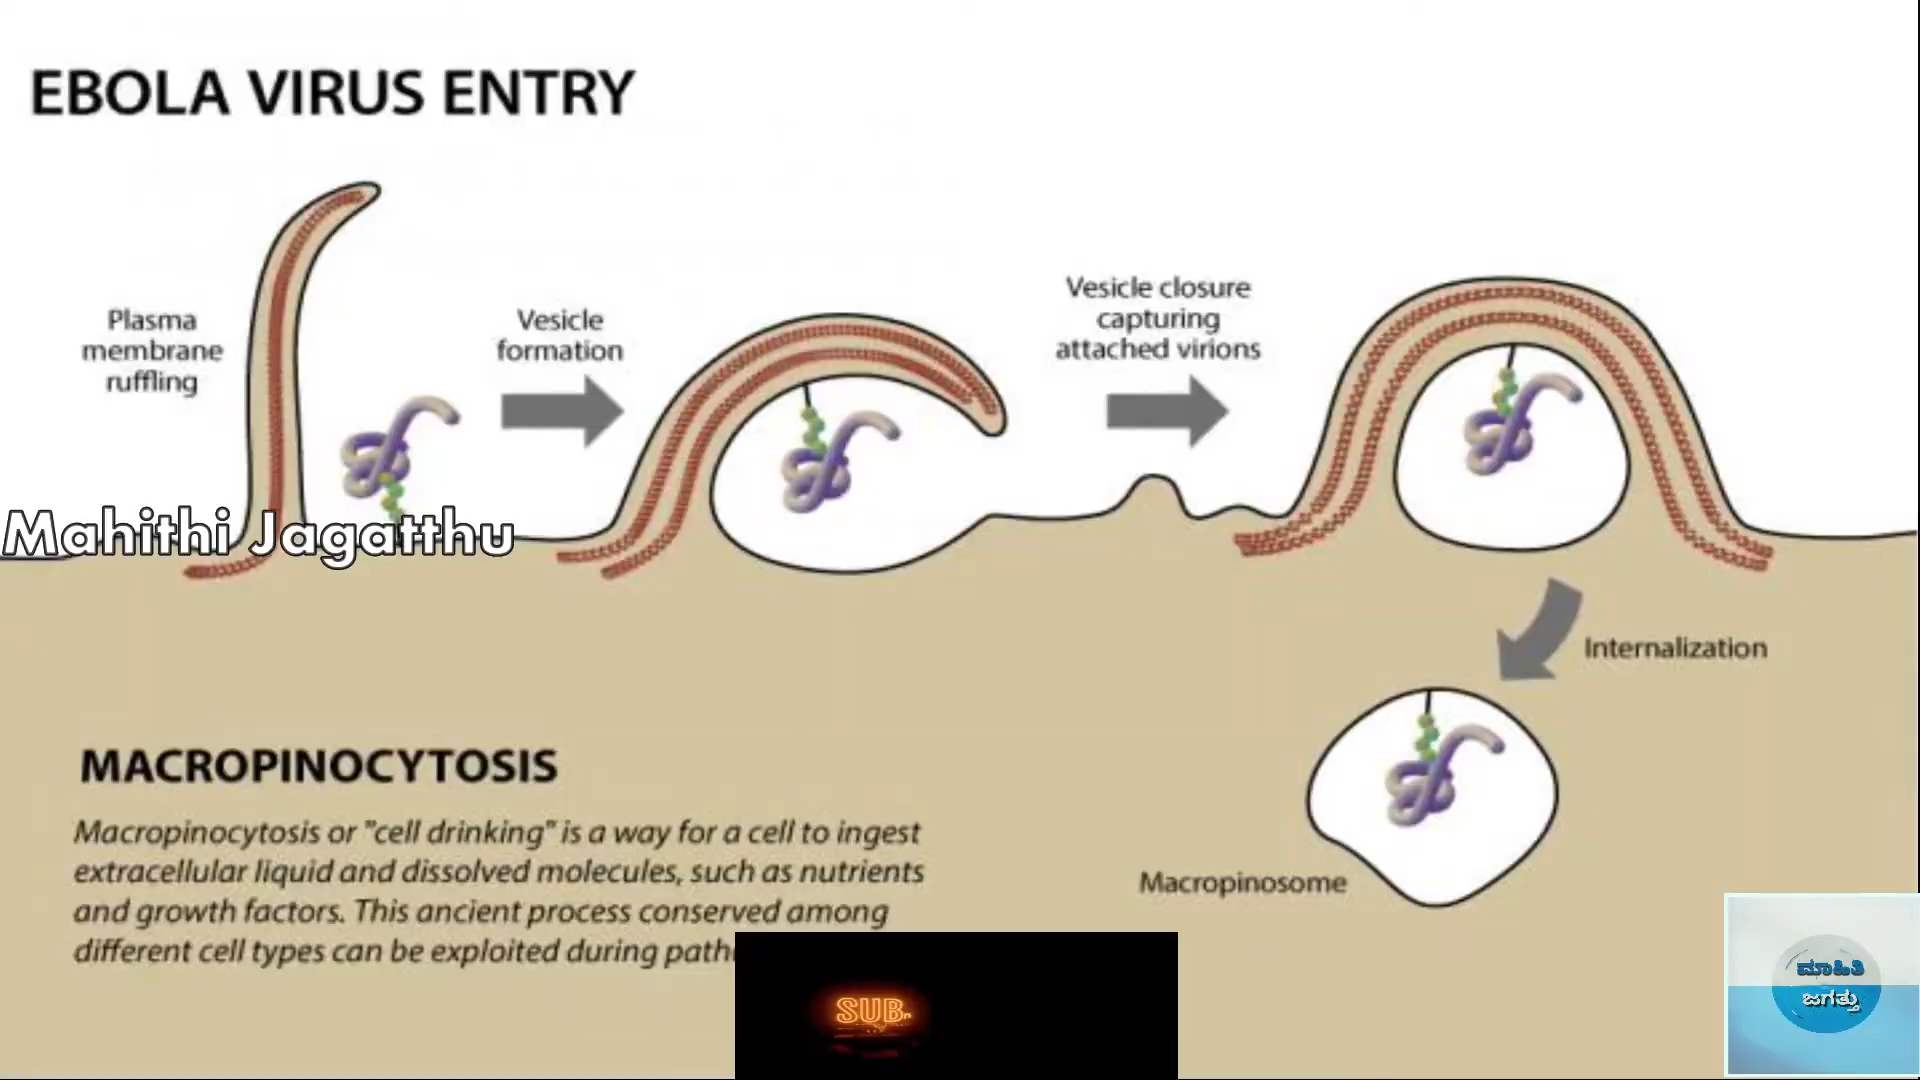 EBOLA VIRUS ENTRY
Plasma
membrane
ruffling
Vesicle
formation
Vesicle closure
capturing
attached virions
Mahithi Jagatthu
Internalization
MACROPINOCYTOSIS
Macropinocytosis or "cell drinking" is a way for a cell to ingest
extracellular liquid and dissolved molecules, such as nutrients
and growth factors. This ancient process conserved among
different cell types can be exploited during
Macropinosome
SUB
ಮಾಹಿತಿ
ಜಗತ್ತು